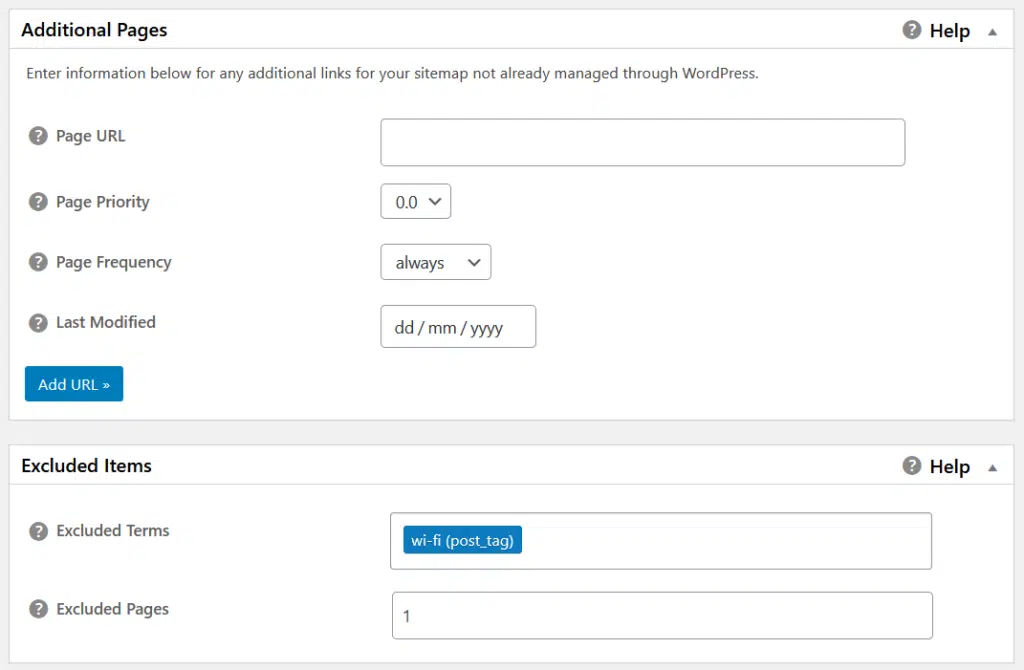 Additional Pages
? Help
Enter information below for any additional links for your sitemap not already managed through WordPress.
? Page URL
? Page Priority 0.0
? Page Frequency always
? Last Modified dd / mm / yyyy
Add URL »
Excluded Items
? Help
? Excluded Terms wi-fi (post_tag)
? Excluded Pages 1